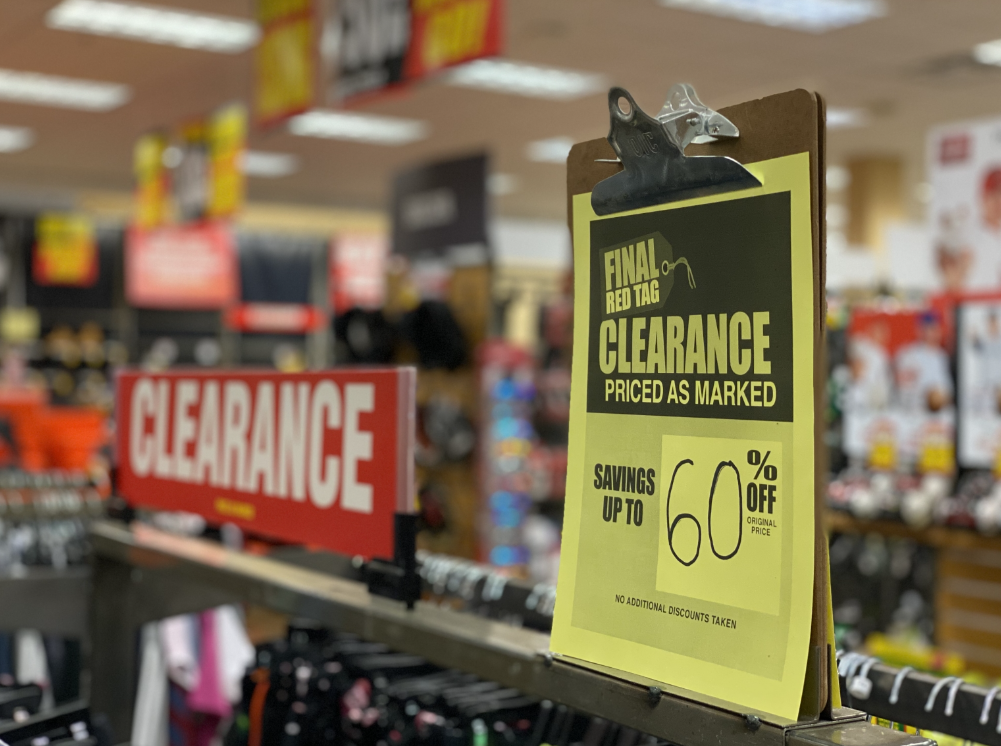 CLEARANCE
FINAL
RED TAG
CLEARANCE
PRICED AS MARKED
SAVINGS
UP TO
60
%
OFF
ORIGINAL
PRICE
NO ADDITIONAL DISCOUNTS TAKEN